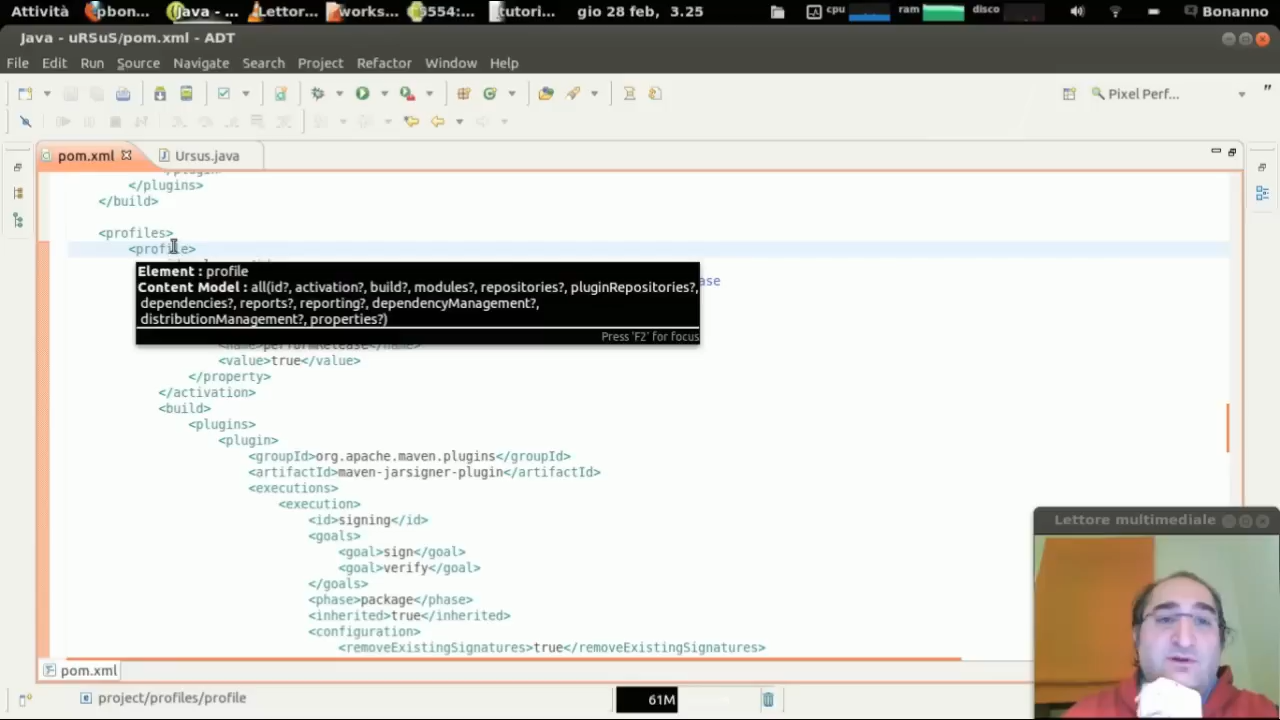 Attività pbon... Java - ... Lettor... works... 5554:... tutori... gio 28 feb, 3.25 cpu ram disco Bonanno
Java - uRSuS/pom.xml - ADT
File Edit Run Source Navigate Search Project Refactor Window Help
Pixel Perf... "
pom.xml Ursus.java
</plugins>
</build>
<profiles>
<profile>
Element : profile
Content Model : all(id?, activation?, build?, modules?, repositories?, pluginRepositories?,
dependencies?, reports?, reporting?, dependencyManagement?,
distributionManagement?, properties?)
Press 'F2' for focus
<name>performRelease</name>
<value>true</value>
</property>
</activation>
<build>
<plugins>
<plugin>
<groupId>org.apache.maven.plugins</groupId>
<artifactId>maven-jarsigner-plugin</artifactId>
<executions>
<execution>
<id>signing</id>
<goals>
<goal>sign</goal>
<goal>verify</goal>
</goals>
<phase>package</phase>
<inherited>true</inherited>
<configuration>
<removeExistingSignatures>true</removeExistingSignatures>
pom.xml
project/profiles/profile 61M
Lettore multimediale